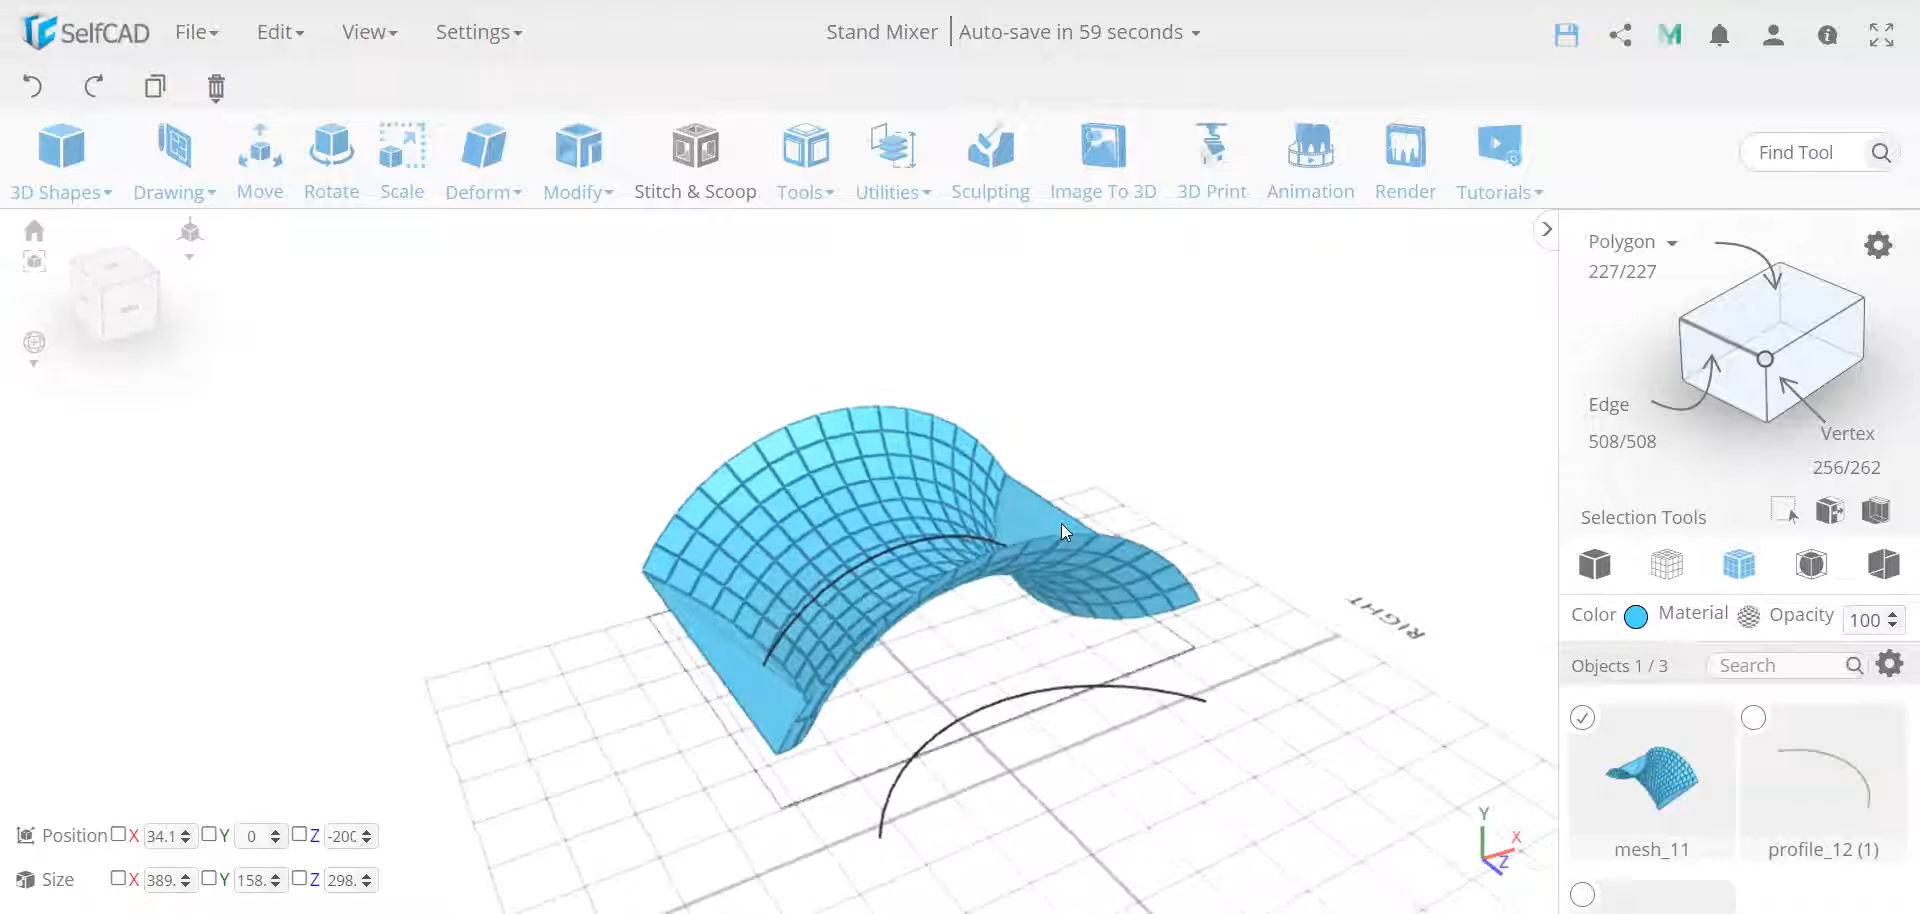 SelfCAD File Edit View Settings Stand Mixer Auto-save in 59 seconds
3D Shapes Drawing Move Rotate Scale Deform Modify Stitch & Scoop Tools Utilities Sculpting Image To 3D 3D Print Animation Render Tutorials Find Tool
Polygon
227/227
Edge
508/508
Vertex
256/262
Selection Tools
Color Material Opacity 100
Objects 1 / 3 Search
mesh_11 profile_12 (1)
RIGHT
Y
X
Z
Position X 34.1 Y 0 Z -200
Size X 389. Y 158. Z 298.